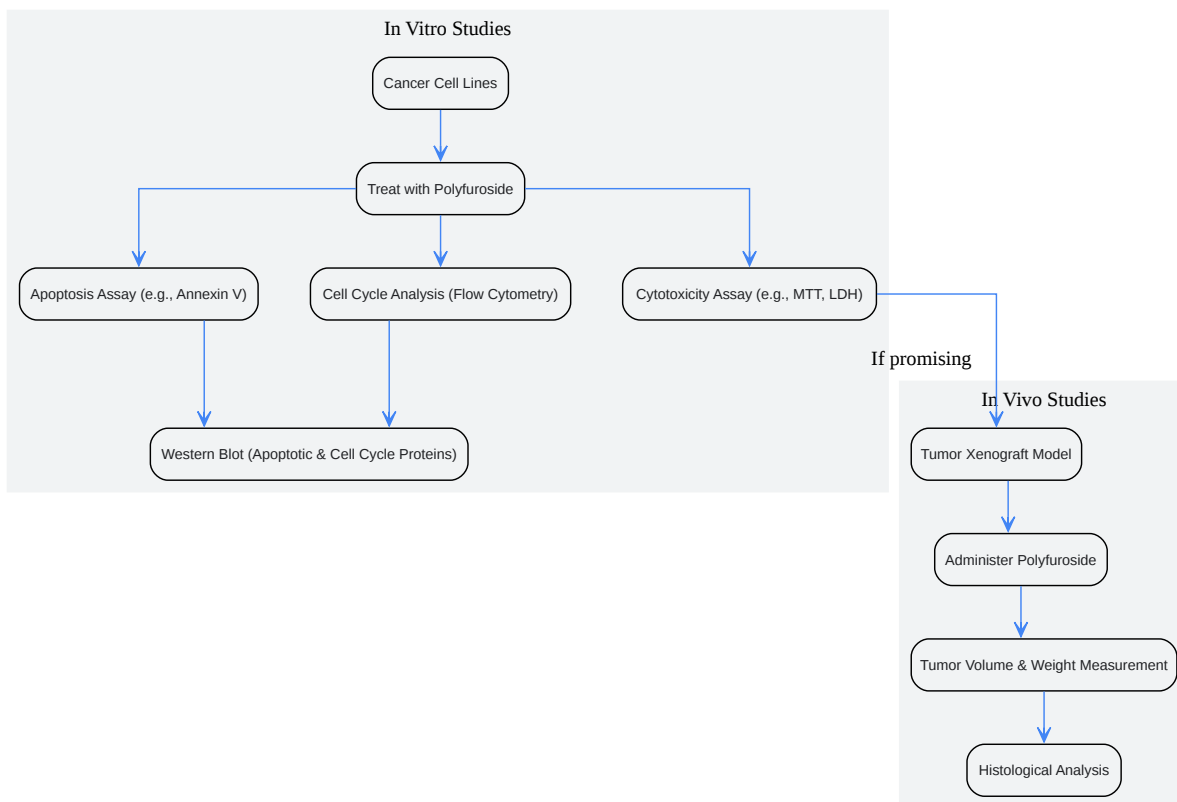 In Vitro Studies
Cancer Cell Lines
Treat with Polyfuroside
Apoptosis Assay (e.g., Annexin V)
Cell Cycle Analysis (Flow Cytometry)
Cytotoxicity Assay (e.g., MTT, LDH)
If promising
In Vivo Studies
Western Blot (Apoptotic & Cell Cycle Proteins)
Tumor Xenograft Model
Administer Polyfuroside
Tumor Volume & Weight Measurement
Histological Analysis